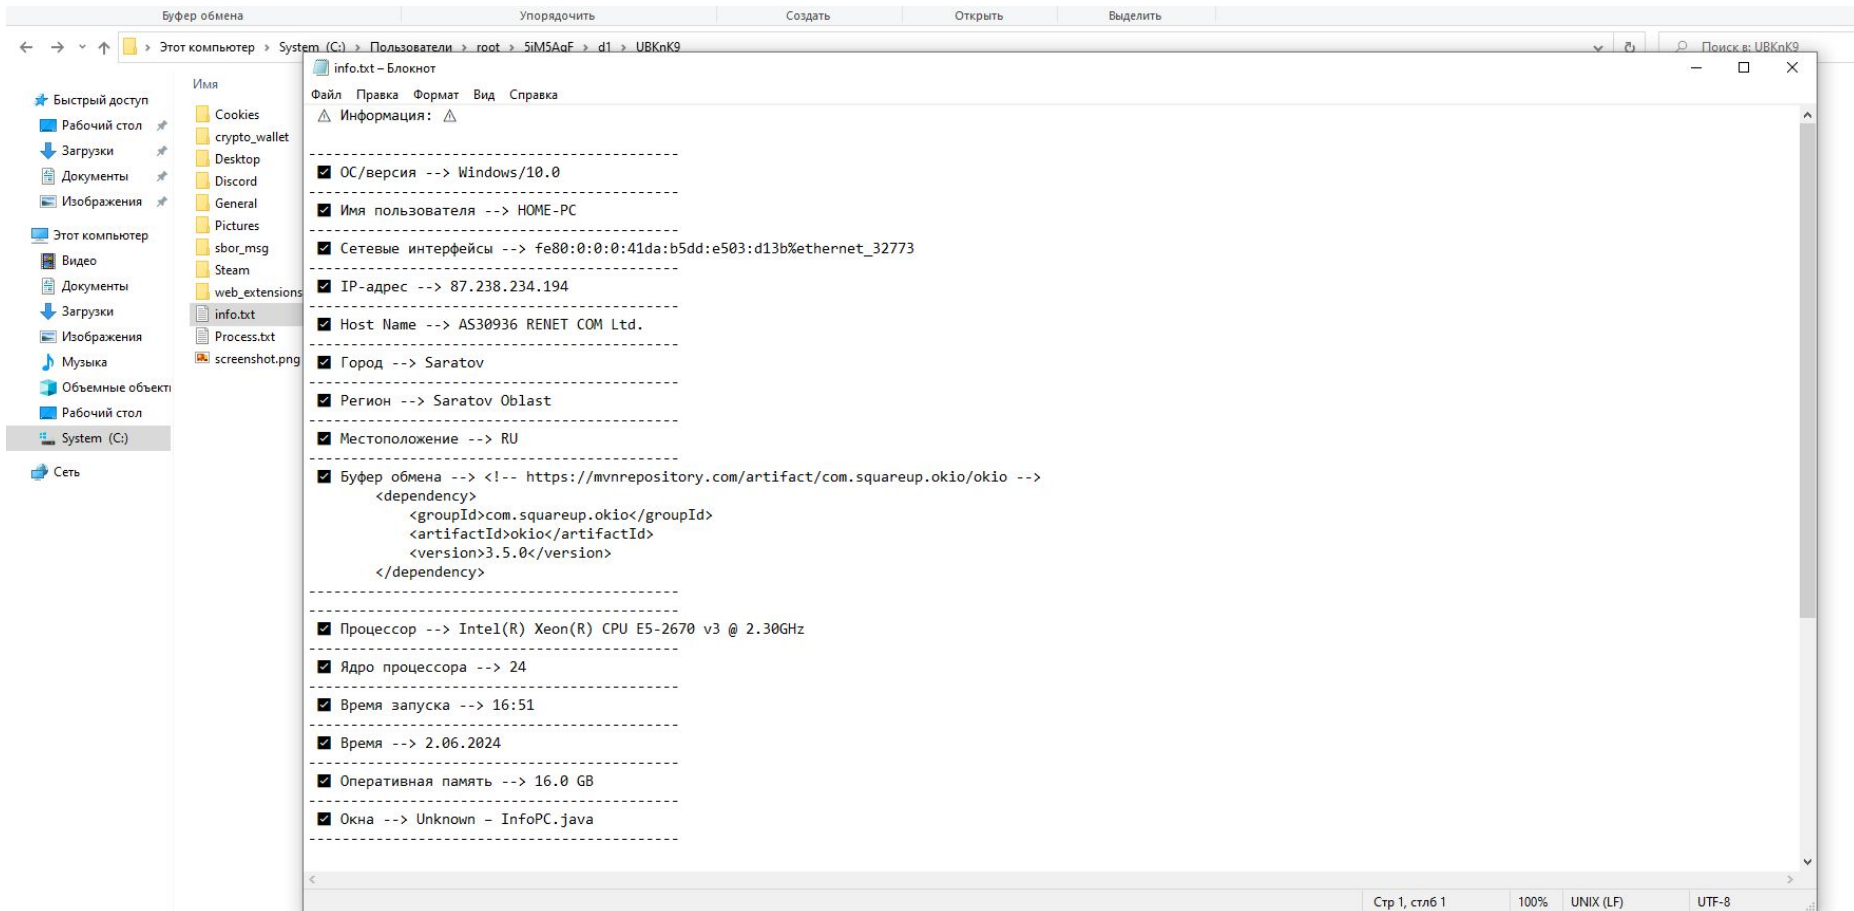 Буфер обмена
Упорядочить
Создать
Открыть
Выделить
Этот компьютер › System (C:) › Пользователи › root › 5iM5AqF › d1 › UBKnK9
Поиск в: UBKnK9
Быстрый доступ
Рабочий стол
Загрузки
Документы
Изображения
Этот компьютер
Видео
Документы
Загрузки
Изображения
Музыка
Объемные объект
Рабочий стол
System (C:)
Сеть
Имя
Cookies
crypto_wallet
Desktop
Discord
General
Pictures
sbor_msg
Steam
web_extensions
info.txt
Process.txt
screenshot.png
info.txt – Блокнот
Файл Правка Формат Вид Справка
⚠ Информация: ⚠
--------------------------------------------
☑ ОС/версия --> Windows/10.0
--------------------------------------------
☑ Имя пользователя --> HOME-PC
--------------------------------------------
☑ Сетевые интерфейсы --> fe80:0:0:0:41da:b5dd:e503:d13b%ethernet_32773
--------------------------------------------
☑ IP-адрес --> 87.238.234.194
--------------------------------------------
☑ Host Name --> AS30936 RENET COM Ltd.
--------------------------------------------
☑ Город --> Saratov
--------------------------------------------
☑ Регион --> Saratov Oblast
--------------------------------------------
☑ Местоположение --> RU
--------------------------------------------
☑ Буфер обмена --> <!-- https://mvnrepository.com/artifact/com.squareup.okio/okio -->
<dependency>
<groupId>com.squareup.okio</groupId>
<artifactId>okio</artifactId>
<version>3.5.0</version>
</dependency>
--------------------------------------------
--------------------------------------------
☑ Процессор --> Intel(R) Xeon(R) CPU E5-2670 v3 @ 2.30GHz
--------------------------------------------
☑ Ядро процессора --> 24
--------------------------------------------
☑ Время запуска --> 16:51
--------------------------------------------
☑ Время --> 2.06.2024
--------------------------------------------
☑ Оперативная память --> 16.0 GB
--------------------------------------------
☑ Окна --> Unknown – InfoPC.java
--------------------------------------------
Стр 1, стлб 1
100%
UNIX (LF)
UTF-8